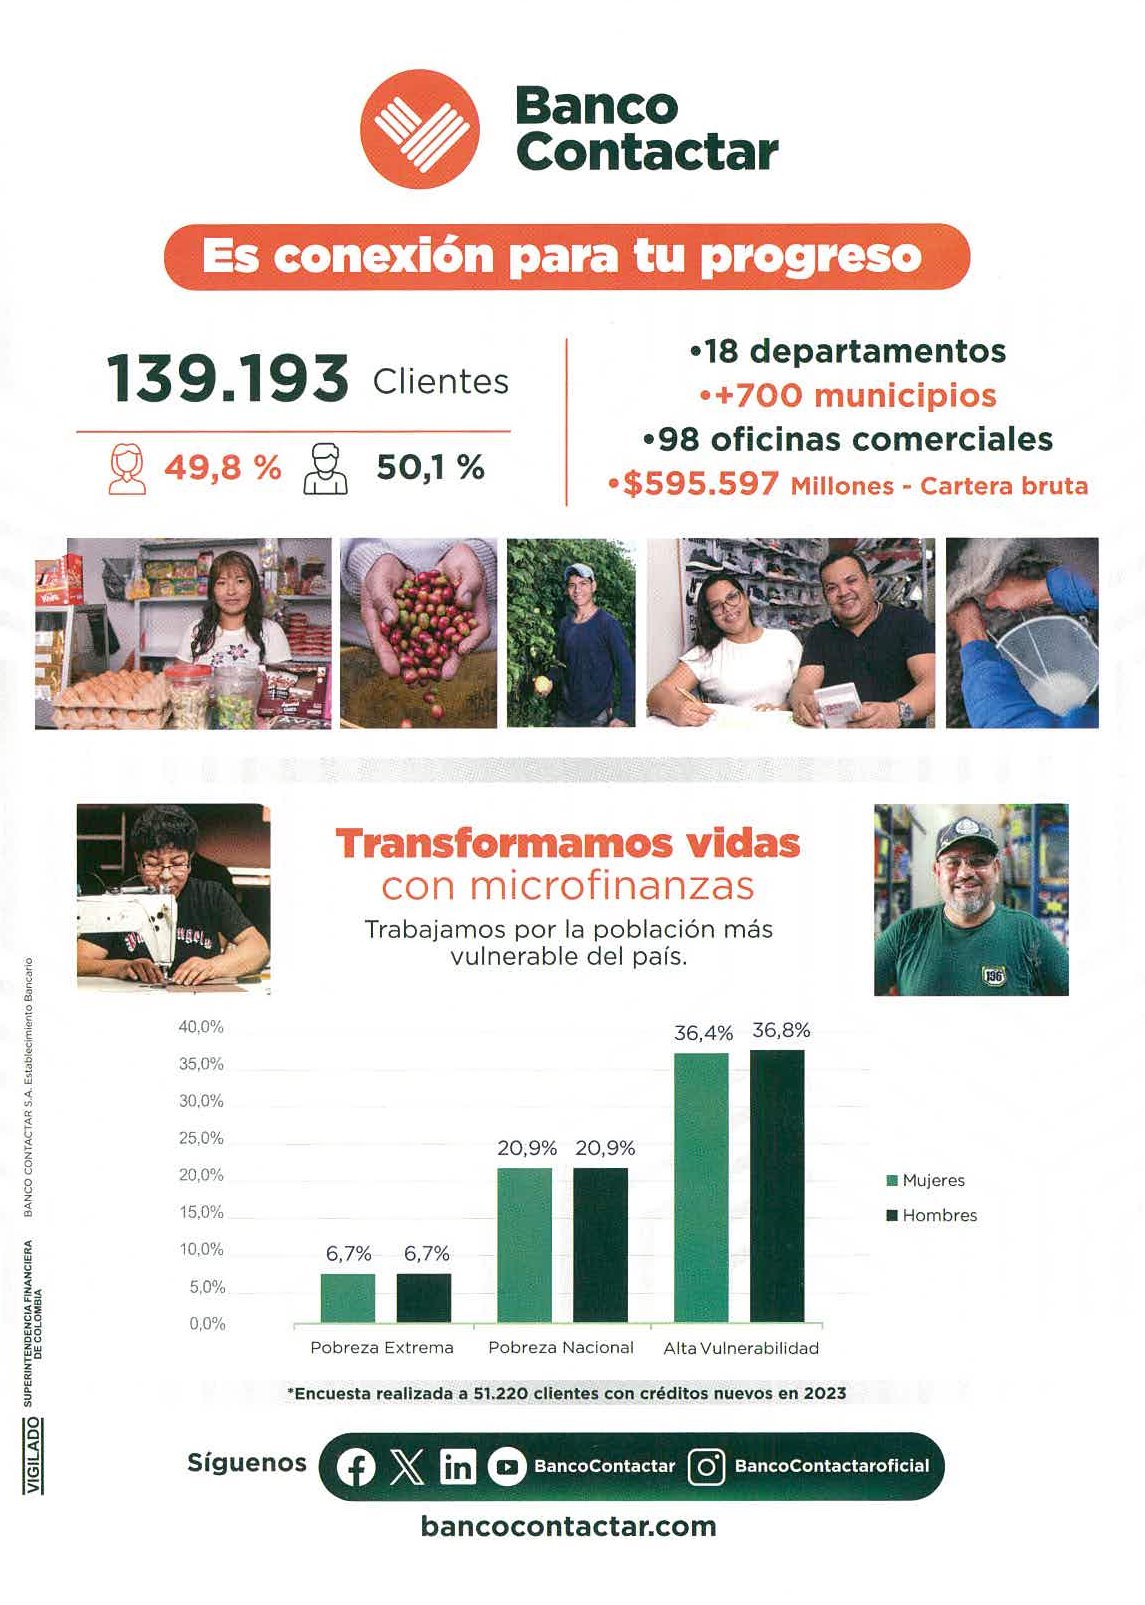 Banco
Contactar
Es conexión para tu progreso
139.193 Clientes
49,8 %
50,1 %
•18 departamentos
•+700 municipios
•98 oficinas comerciales
•$595.597 Millones - Cartera bruta
Transformamos vidas
con microfinanzas
Trabajamos por la población más
vulnerable del país.
196
40,0%
35,0%
30,0%
25,0%
20,0%
15,0%
10,0%
5,0%
0,0%
6,7%
6,7%
20,9%
20,9%
36,4%
36,8%
Pobreza Extrema
Pobreza Nacional
Alta Vulnerabilidad
Mujeres
Hombres
*Encuesta realizada a 51.220 clientes con créditos nuevos en 2023
Síguenos
BancoContactar
BancoContactaroficial
bancocontactar.com
BANCO CONTACTAR S.A. Establecimiento Bancario
VIGILADO
SUPERINTENDENCIA FINANCIERA
DE COLOMBIA